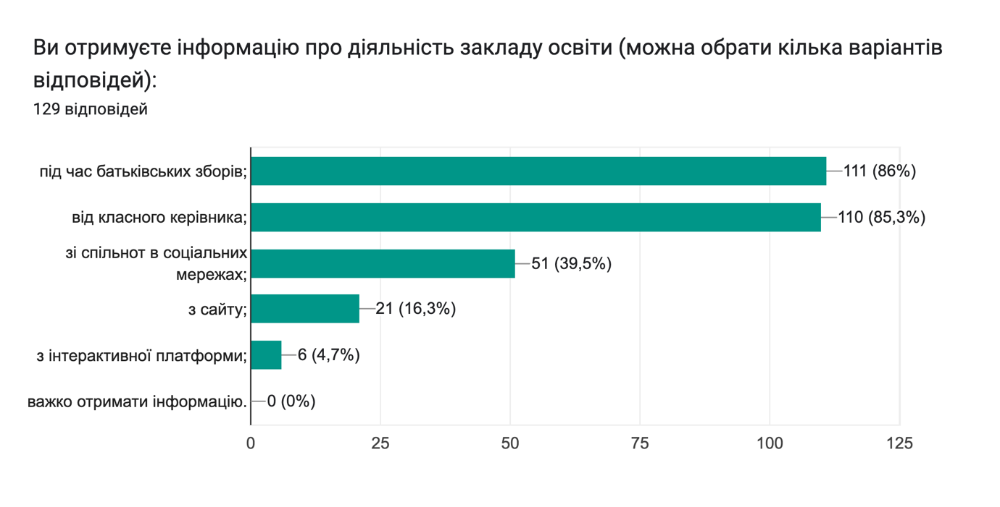 Ви отримуєте інформацію про діяльність закладу освіти (можна обрати кілька варіантів
відповідей):
129 відповідей
під час батьківських зборів;
111 (86%)
від класного керівника;
110 (85,3%)
зі спільнот в соціальних
мережах;
51 (39,5%)
з сайту;
21 (16,3%)
з інтерактивної платформи;
6 (4,7%)
важко отримати інформацію.
0 (0%)
0
25
50
75
100
125